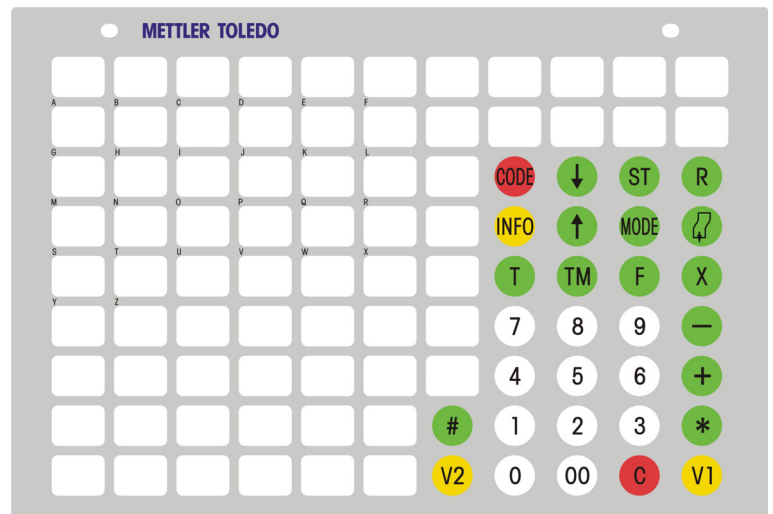 METTLER TOLEDO
A B C D E F
G H I J K L
CODE ↓ ST R
M N O P Q R
INFO ↑ MODE
S T U V W X
T TM F X
Y Z
7 8 9 −
4 5 6 +
# 1 2 3 *
V2 0 00 C V1